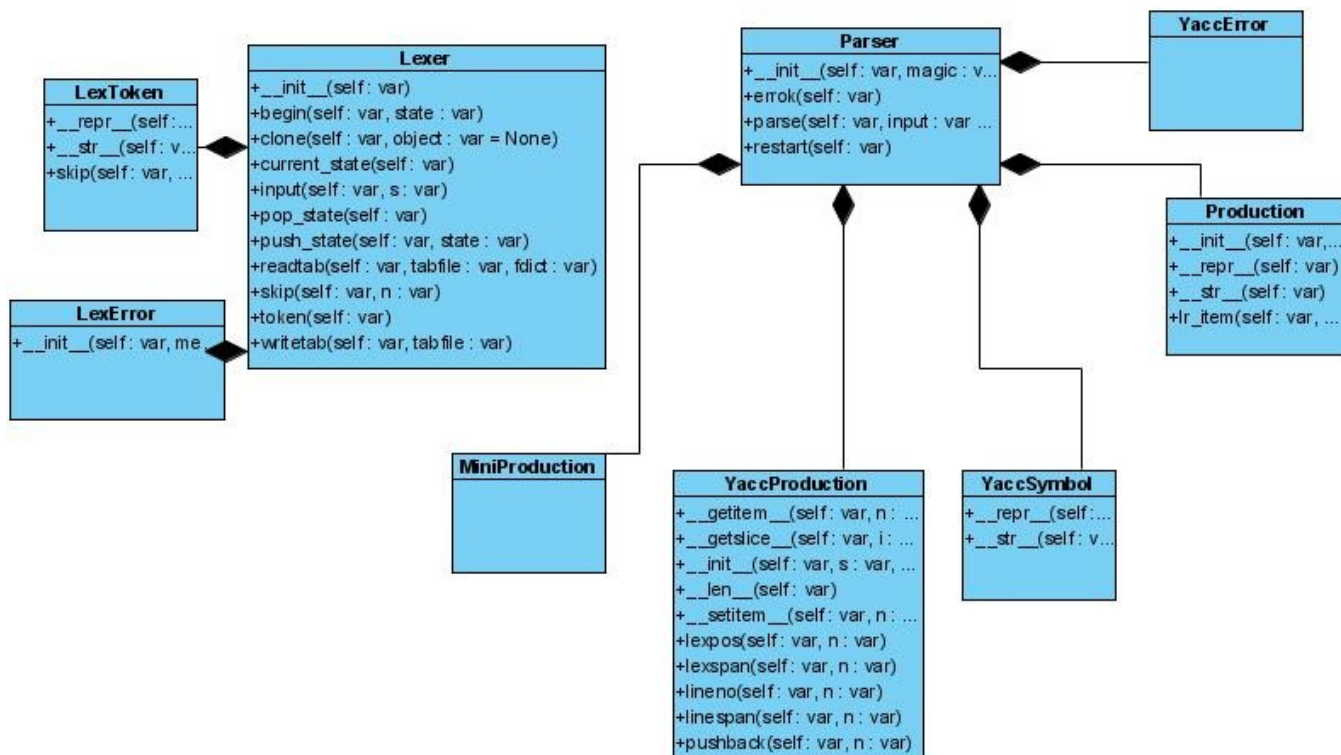 LexToken
+__repr__(self:...
+__str__(self : v...
+skip(self : var, ...
LexError
+__init__(self : var, me...
Lexer
+__init__(self : var)
+begin(self : var, state : var)
+clone(self : var, object : var = None)
+current_state(self : var)
+input(self : var, s : var)
+pop_state(self : var)
+push_state(self : var, state : var)
+readtab(self : var, tabfile : var, fdict : var)
+skip(self : var, n : var)
+token(self : var)
+writetab(self : var, tabfile : var)
Parser
+__init__(self : var, magic : v...
+errok(self : var)
+parse(self : var, input : var ...
+restart(self : var)
YaccError
Production
+__init__(self : var,...
+__repr__(self : var)
+__str__(self : var)
+lr_item(self : var, ...
MiniProduction
YaccProduction
+__getitem__(self : var, n : ...
+__getslice__(self : var, i : ...
+__init__(self : var, s : var, ...
+__len__(self : var)
+__setitem__(self : var, n : ...
+lexpos(self : var, n : var)
+lexspan(self : var, n : var)
+lineno(self : var, n : var)
+linespan(self : var, n : var)
+pushback(self : var, n : var)
YaccSymbol
+__repr__(self :...
+__str__(self : v...